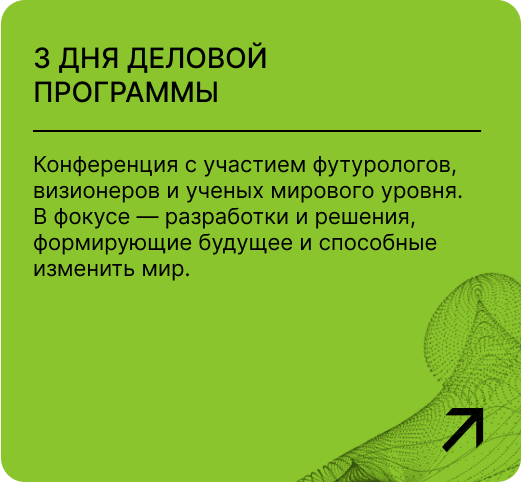 3 ДНЯ ДЕЛОВОЙ
ПРОГРАММЫ
Конференция с участием футурологов,
визионеров и ученых мирового уровня.
В фокусе — разработки и решения,
формирующие будущее и способные
изменить мир.